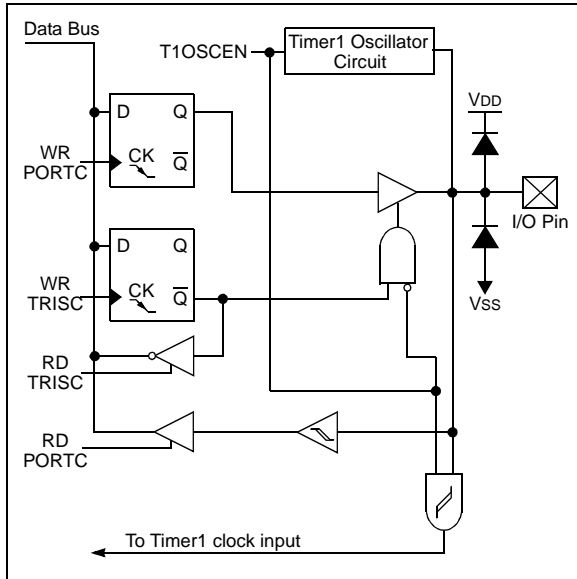 Data Bus
T1OSCEN
Timer1 Oscillator
Circuit
VDD
D Q
WR
PORTC
CK
Q
I/O Pin
D Q
WR
TRISC
CK
Q
VSS
RD
TRISC
RD
PORTC
To Timer1 clock input